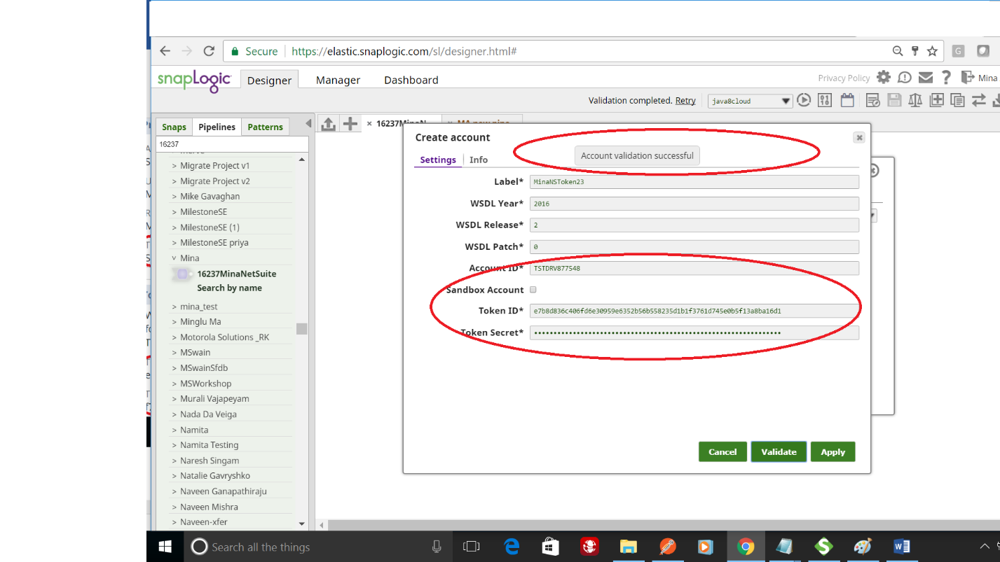 Secure https://elastic.snaplogic.com/sl/designer.html#
snapLogic Designer Manager Dashboard Privacy Policy Mina
Validation completed. Retry java8cloud
Snaps Pipelines Patterns
16237
Create account
Account validation successful
Settings Info
Label* MinaNSToken23
WSDL Year* 2016
WSDL Release* 2
WSDL Patch* 0
Account ID* TSTDRV877548
Sandbox Account
Token ID* e7b8d836c406fd6e30959e6352b56b558235d1b1f3761d745e0b5f13a8ba16d1
Token Secret*
Cancel Validate Apply
> Migrate Project v1
> Migrate Project v2
> Mike Gavaghan
> MilestoneSE
> MilestoneSE (1)
> MilestoneSE priya
v Mina
16237MinaNetSuite
Search by name
> mina_test
> Minglu Ma
> Motorola Solutions _RK
> MSwain
> MSwainSfdb
> MSWorkshop
> Murali Vajapeyam
> Nada Da Veiga
> Namita
> Namita Testing
> Naresh Singam
> Natalie Gavryshko
> Naveen Ganapathiraju
> Naveen Mishra
> Naveen-xfer
Search all the things